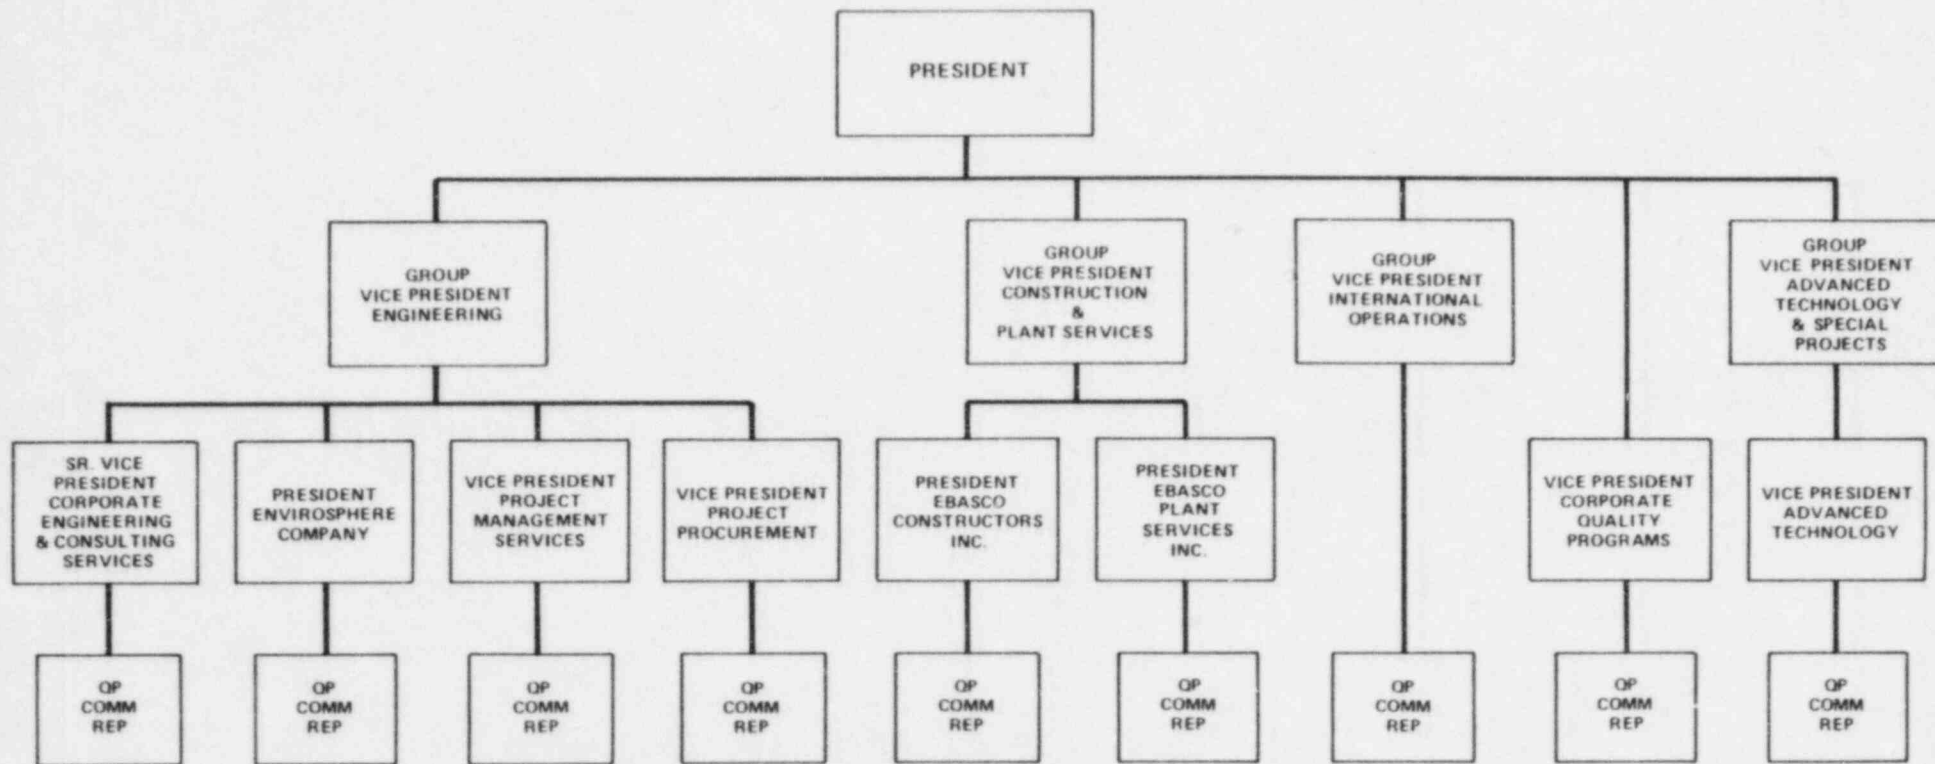 PRESIDENT
GROUP
VICE PRESIDENT
ENGINEERING
GROUP
VICE PRESIDENT
CONSTRUCTION
&
PLANT SERVICES
GROUP
VICE PRESIDENT
INTERNATIONAL
OPERATIONS
GROUP
VICE PRESIDENT
ADVANCED
TECHNOLOGY
& SPECIAL
PROJECTS
SR. VICE
PRESIDENT
CORPORATE
ENGINEERING
& CONSULTING
SERVICES
PRESIDENT
ENVIROSPHERE
COMPANY
VICE PRESIDENT
PROJECT
MANAGEMENT
SERVICES
VICE PRESIDENT
PROJECT
PROCUREMENT
PRESIDENT
EBASCO
CONSTRUCTORS
INC.
PRESIDENT
EBASCO
PLANT
SERVICES
INC.
VICE PRESIDENT
CORPORATE
QUALITY
PROGRAMS
VICE PRESIDENT
ADVANCED
TECHNOLOGY
QP
COMM
REP
QP
COMM
REP
QP
COMM
REP
QP
COMM
REP
QP
COMM
REP
QP
COMM
REP
QP
COMM
REP
QP
COMM
REP
QP
COMM
REP